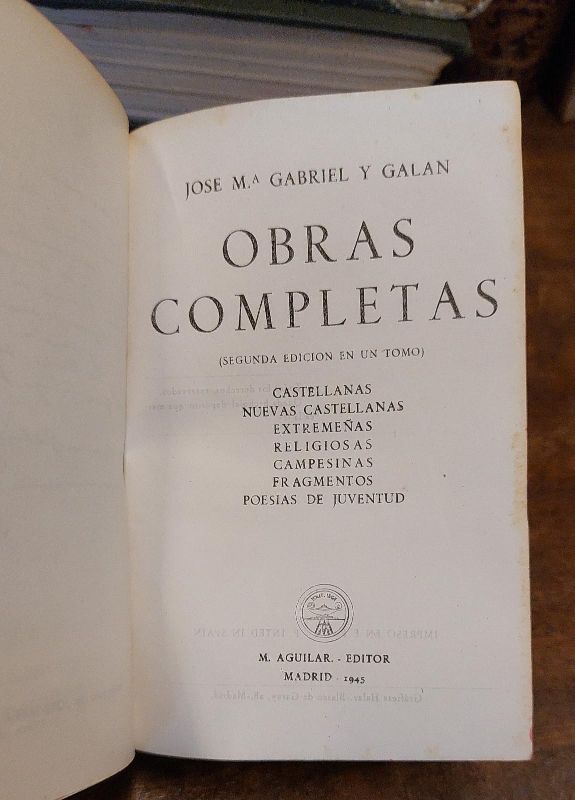 JOSE M.ª GABRIEL Y GALAN
OBRAS
COMPLETAS
(SEGUNDA EDICION EN UN TOMO)
CASTELLANAS
NUEVAS CASTELLANAS
EXTREMEÑAS
RELIGIOSAS
CAMPESINAS
FRAGMENTOS
POESIAS DE JUVENTUD
M. AGUILAR. - EDITOR
MADRID - 1945